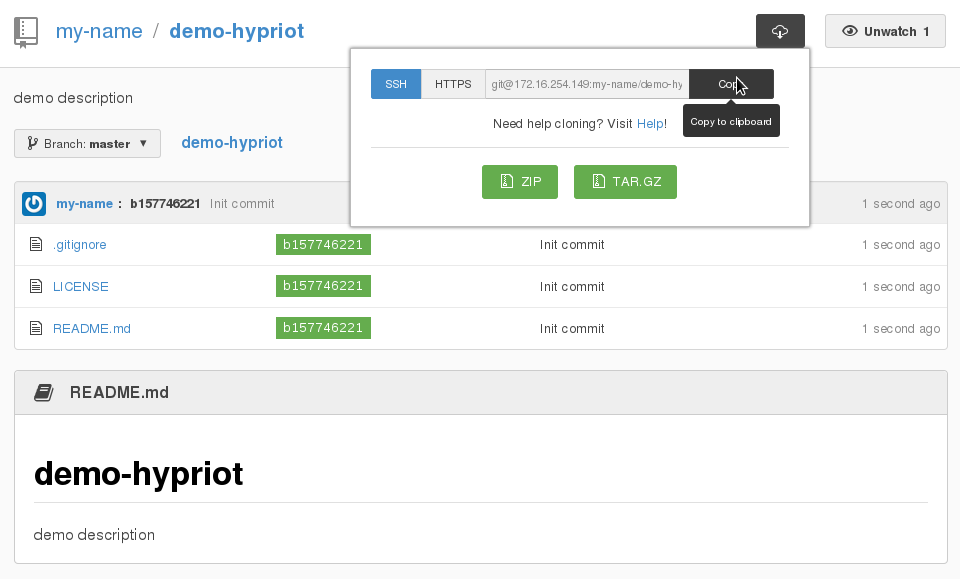 my-name / demo-hypriot
Unwatch 1
SSH HTTPS git@172.16.254.149:my-name/demo-hy
Copy to clipboard
demo description
Need help cloning? Visit Help!
Branch: master ▼ demo-hypriot
ZIP TAR.GZ
my-name : b157746221 Init commit 1 second ago
.gitignore b157746221 Init commit 1 second ago
LICENSE b157746221 Init commit 1 second ago
README.md b157746221 Init commit 1 second ago
README.md
demo-hypriot
demo description